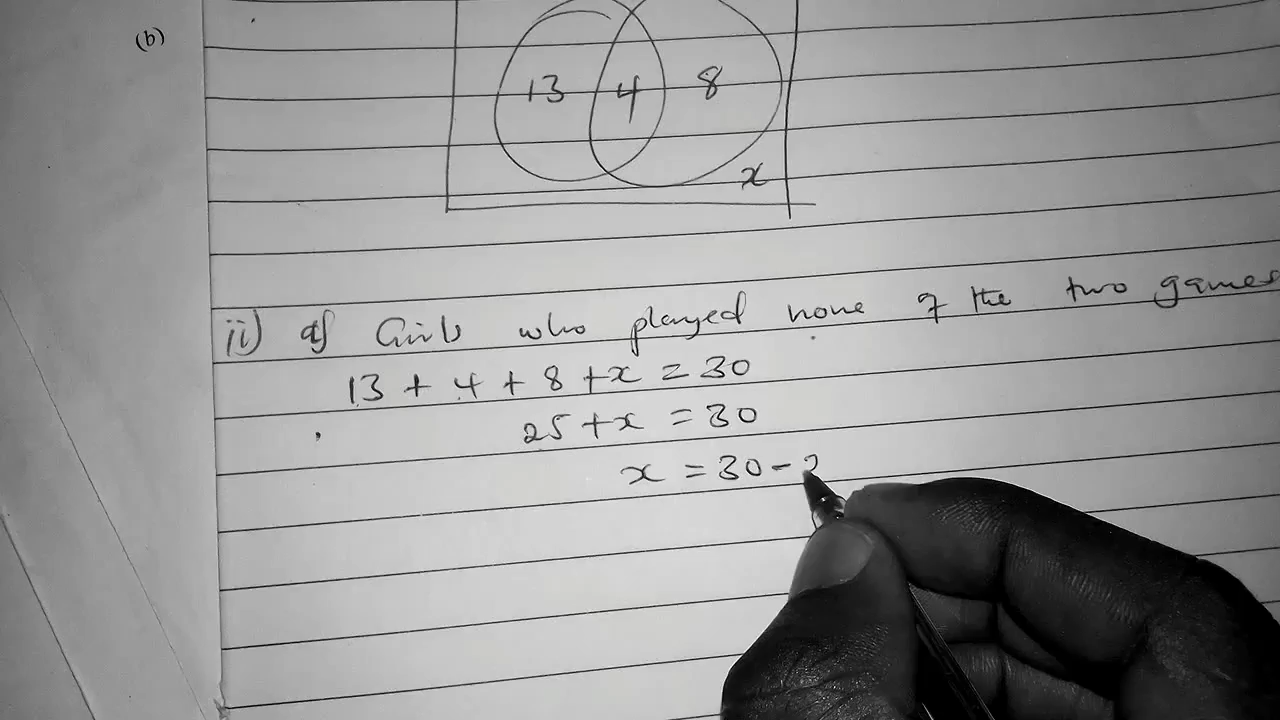 (b)
13 4 8
x
ii) Girls who played none of the two games
13 + 4 + 8 + x = 30
25 + x = 30
x = 30 - 2